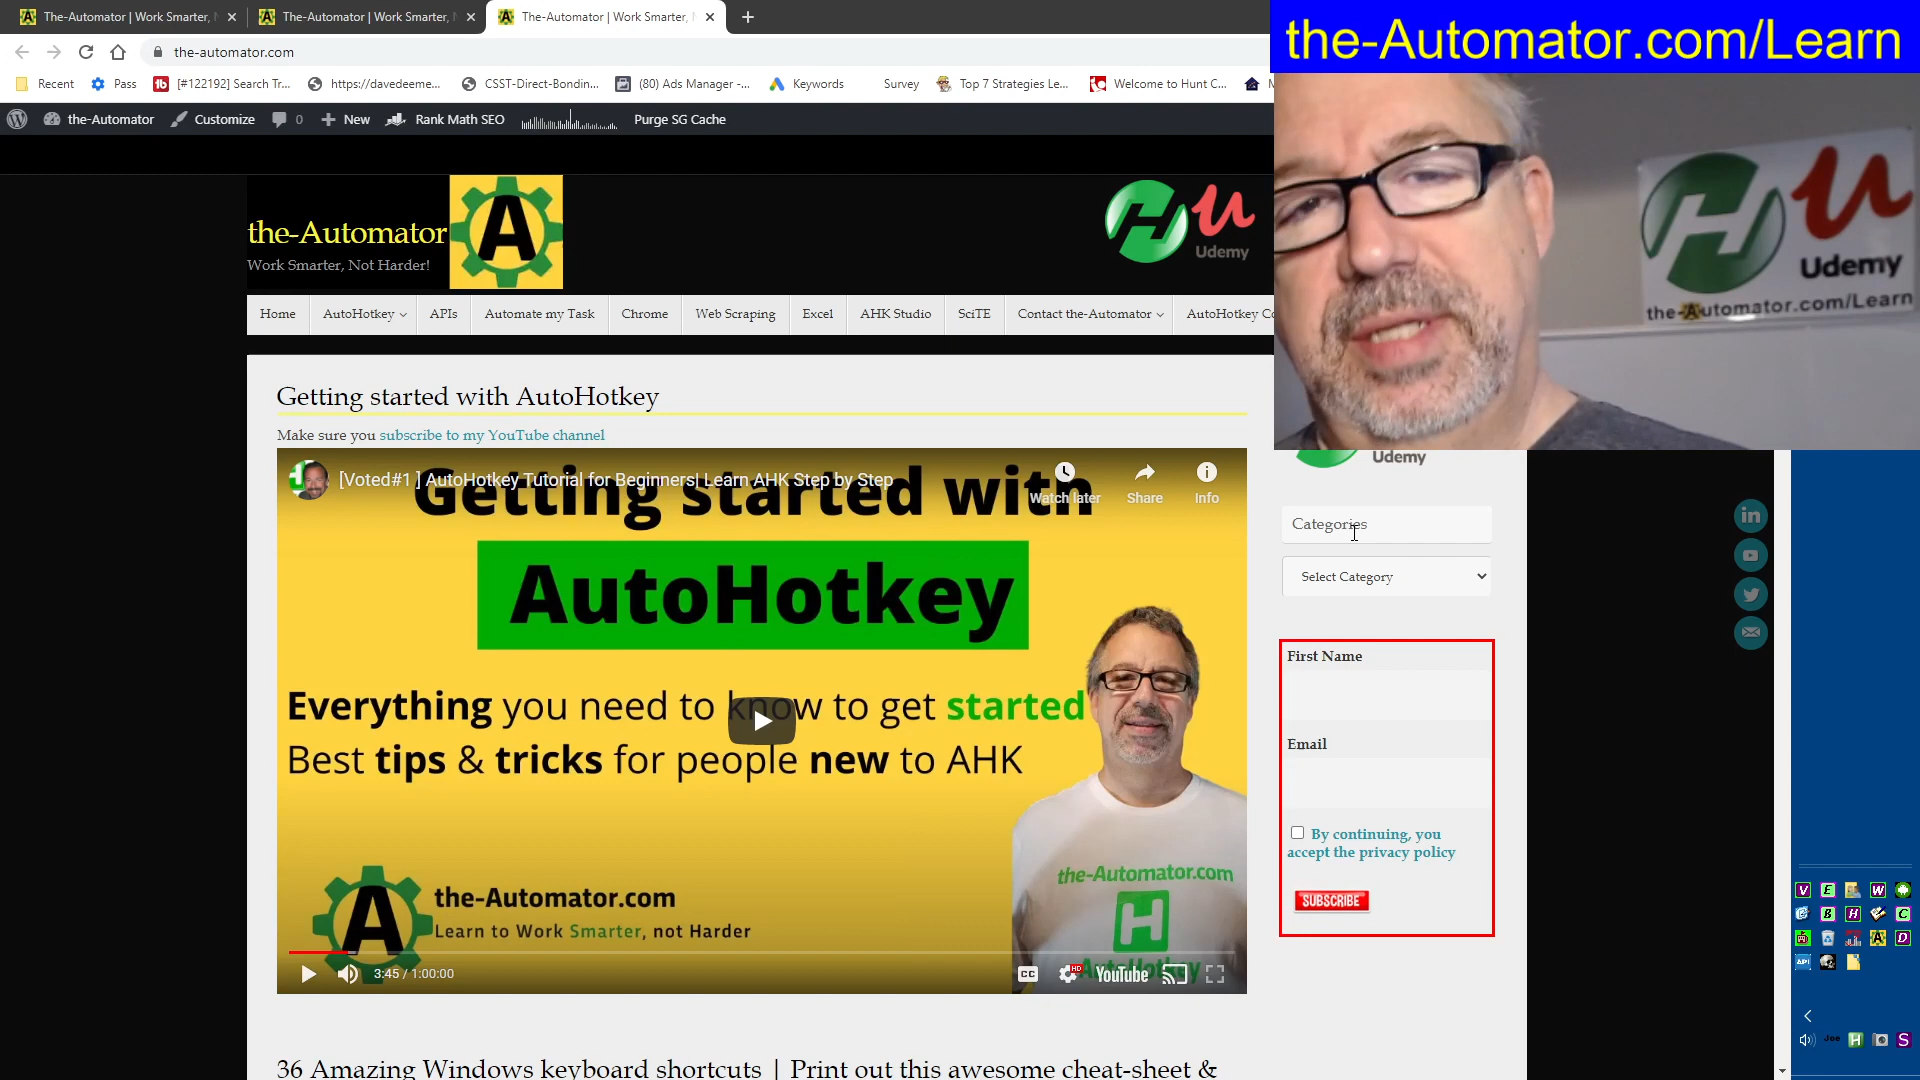 The-Automator | Work Smarter,
The-Automator | Work Smarter,
The-Automator | Work Smarter,
the-automator.com
the-Automator.com/Learn
Recent
Pass
[#122192] Search Tr...
https://davedeeme...
CSST-Direct-Bondin...
(80) Ads Manager -...
Keywords
Survey
Top 7 Strategies Le...
Welcome to Hunt C...
the-Automator
Customize
0
New
Rank Math SEO
Purge SG Cache
the-Automator
Work Smarter, Not Harder!
A
H
u
Udemy
Udemy
the-Automator.com/Learn
Home
AutoHotkey
APIs
Automate my Task
Chrome
Web Scraping
Excel
AHK Studio
SciTE
Contact the-Automator
AutoHotkey Co
Getting started with AutoHotkey
Make sure you subscribe to my YouTube channel
[Voted#1 ] AutoHotkey Tutorial for Beginners| Learn AHK Step by Step
Watch later
Share
Info
Getting started with
AutoHotkey
Everything you need to know to get started
Best tips & tricks for people new to AHK
the-Automator.com
Learn to Work Smarter, not Harder
the-Automator.com
H
3:45 / 1:00:00
CC
HD
YouTube
Udemy
Categories
Select Category
First Name
Email
By continuing, you
accept the privacy policy
SUBSCRIBE
36 Amazing Windows keyboard shortcuts | Print out this awesome cheat-sheet &
V
E
W
B
H
C
A
D
API
Joe
H
S